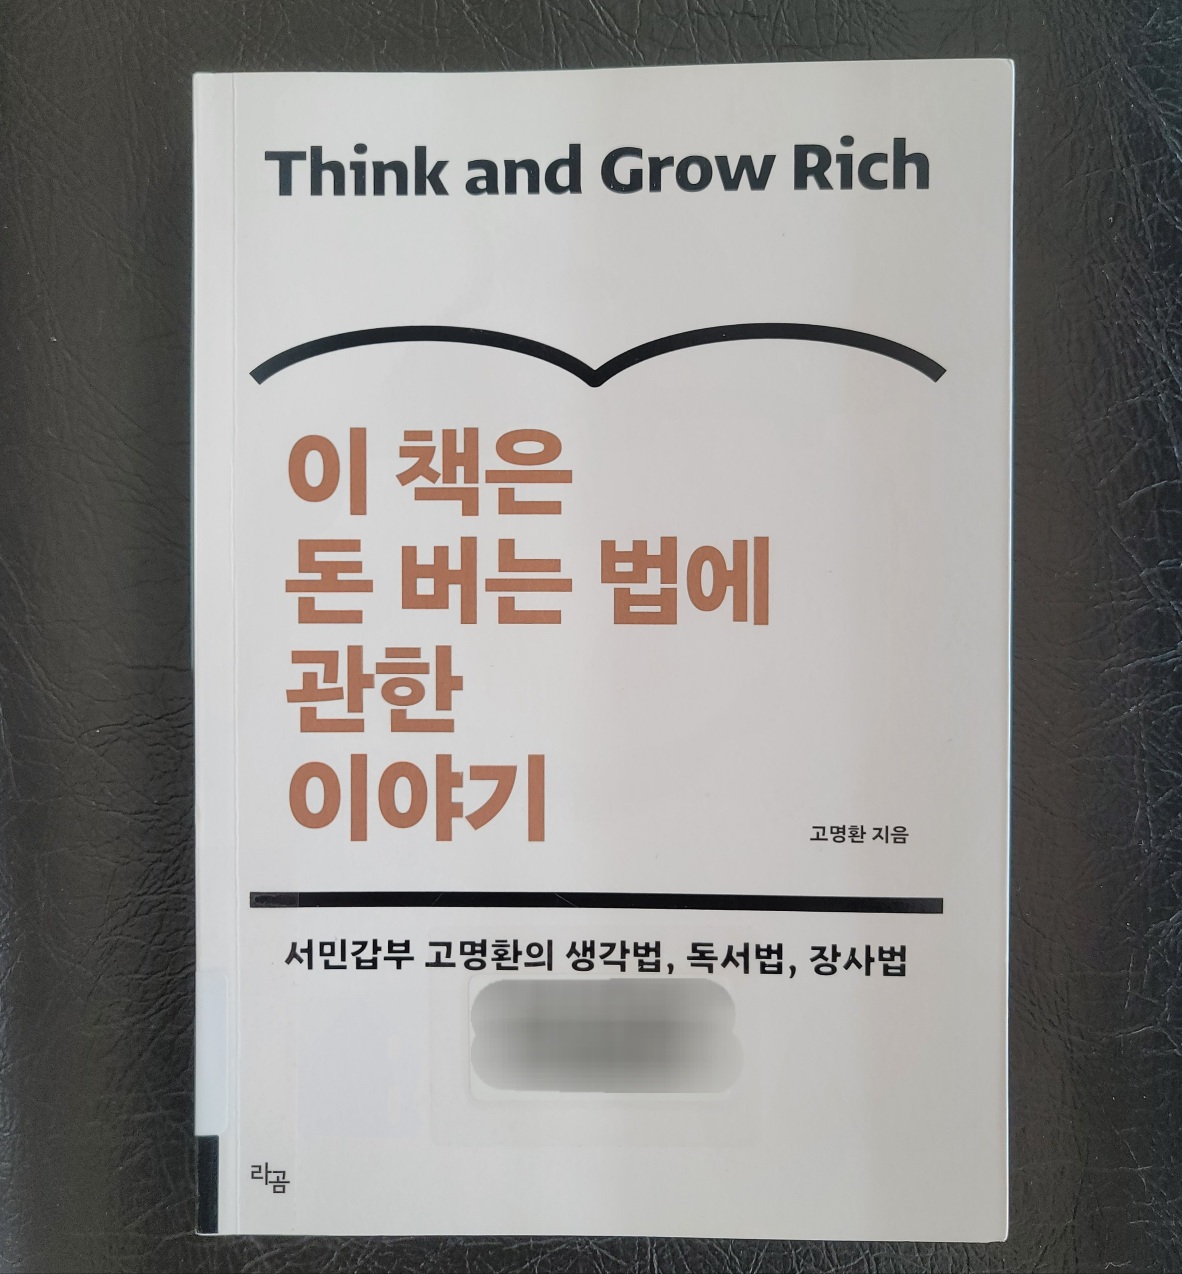 Think and Grow Rich
이 책은
돈 버는 법에
관한
이야기
고명환 지음
서민갑부 고명환의 생각법, 독서법, 장사법
라곰